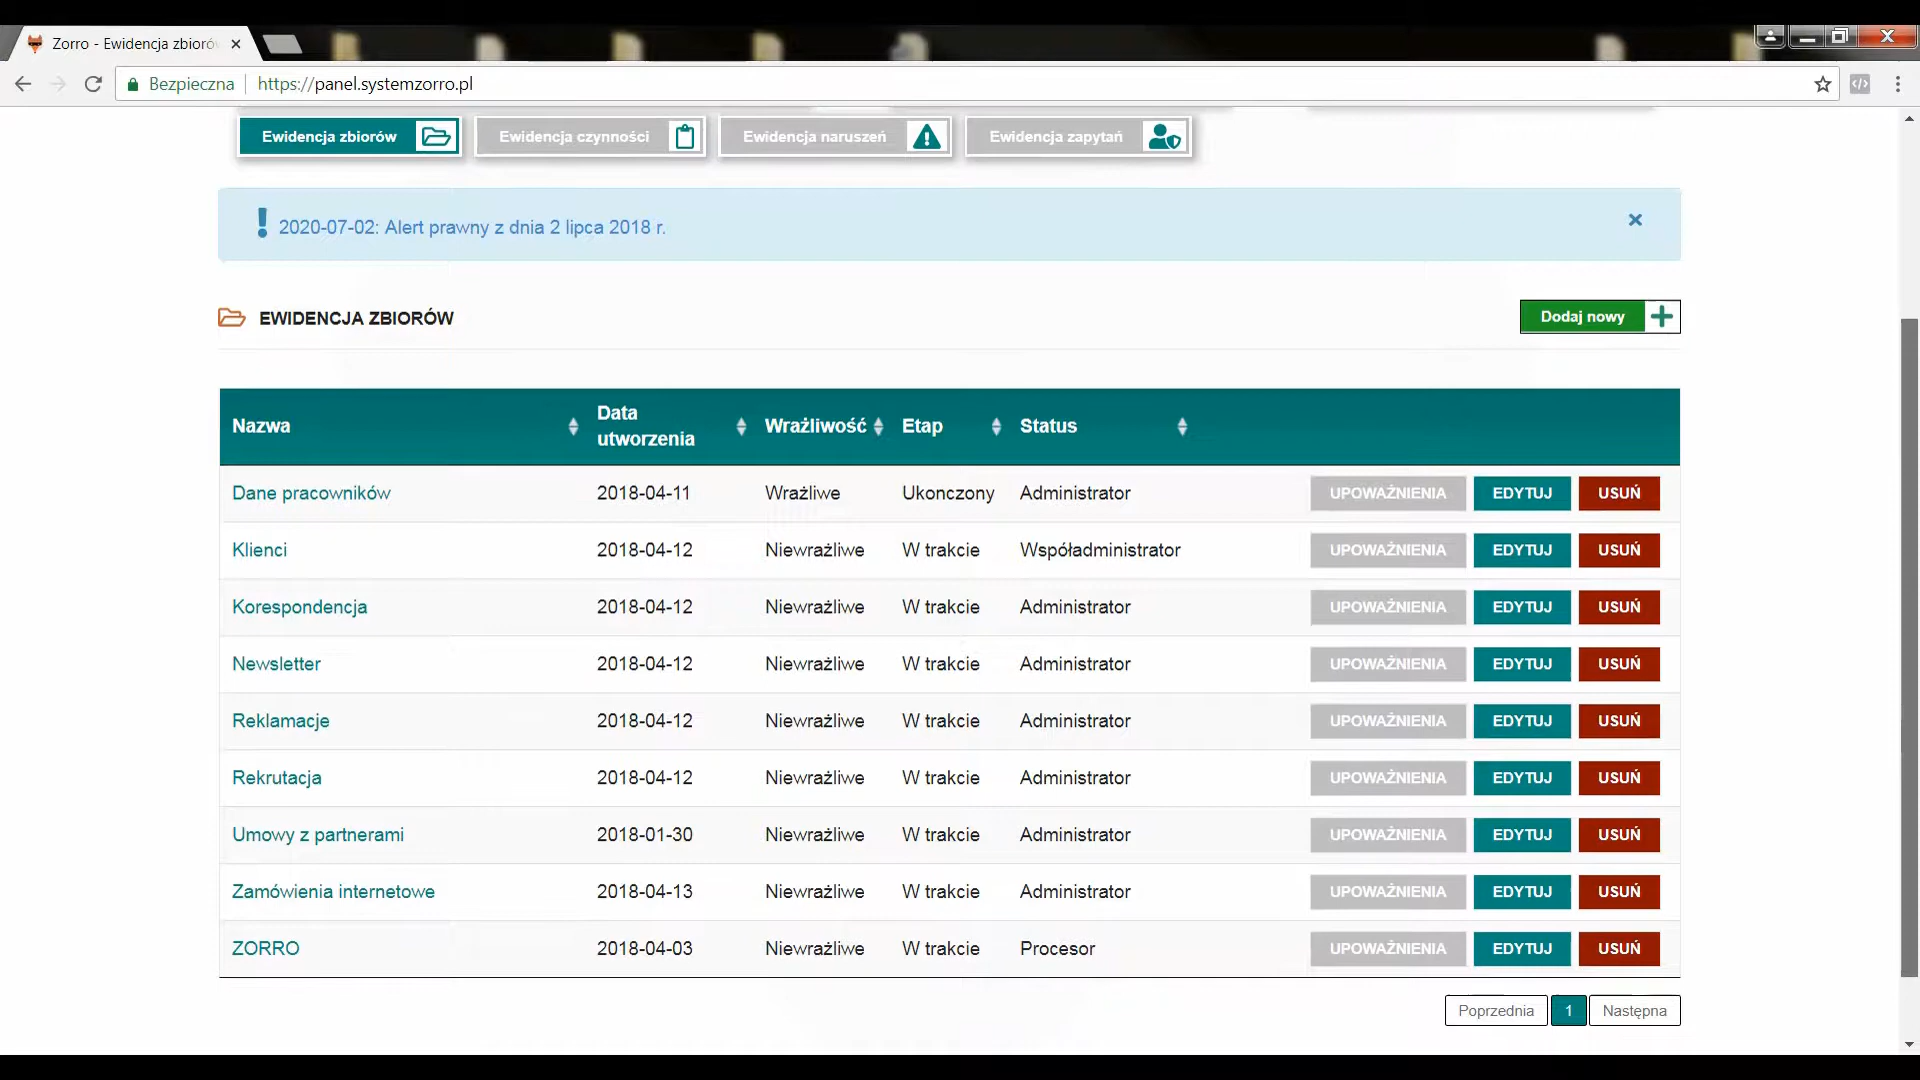 Zorro - Ewidencja zbioró
Bezpieczna https://panel.systemzorro.pl
Ewidencja zbiorów Ewidencja czynności Ewidencja naruszeń Ewidencja zapytań
2020-07-02: Alert prawny z dnia 2 lipca 2018 r.
EWIDENCJA ZBIORÓW Dodaj nowy
Nazwa Data utworzenia Wrażliwość Etap Status
Dane pracowników 2018-04-11 Wrażliwe Ukonczony Administrator UPOWAŻNIENIA EDYTUJ USUŃ
Klienci 2018-04-12 Niewrażliwe W trakcie Współadministrator UPOWAŻNIENIA EDYTUJ USUŃ
Korespondencja 2018-04-12 Niewrażliwe W trakcie Administrator UPOWAŻNIENIA EDYTUJ USUŃ
Newsletter 2018-04-12 Niewrażliwe W trakcie Administrator UPOWAŻNIENIA EDYTUJ USUŃ
Reklamacje 2018-04-12 Niewrażliwe W trakcie Administrator UPOWAŻNIENIA EDYTUJ USUŃ
Rekrutacja 2018-04-12 Niewrażliwe W trakcie Administrator UPOWAŻNIENIA EDYTUJ USUŃ
Umowy z partnerami 2018-01-30 Niewrażliwe W trakcie Administrator UPOWAŻNIENIA EDYTUJ USUŃ
Zamówienia internetowe 2018-04-13 Niewrażliwe W trakcie Administrator UPOWAŻNIENIA EDYTUJ USUŃ
ZORRO 2018-04-03 Niewrażliwe W trakcie Procesor UPOWAŻNIENIA EDYTUJ USUŃ
Poprzednia 1 Następna